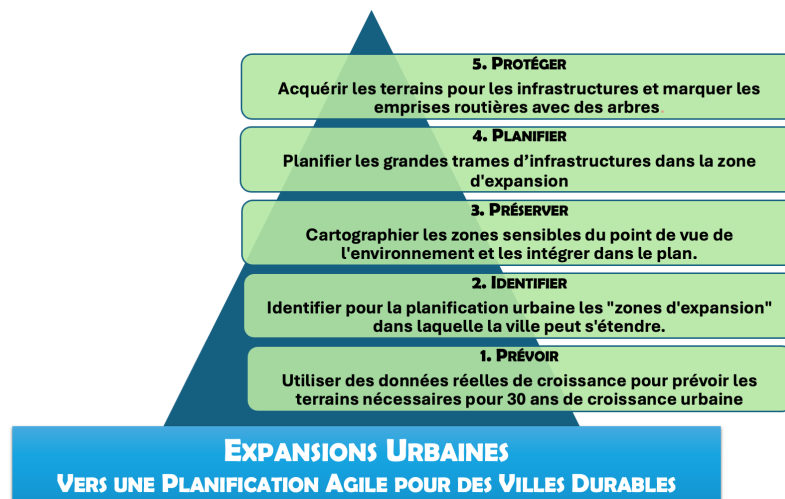 5. Protéger
Acquérir les terrains pour les infrastructures et marquer les
emprises routières avec des arbres.
4. Planifier
Planifier les grandes trames d’infrastructures dans la zone
d'expansion
3. Préserver
Cartographier les zones sensibles du point de vue de
l'environnement et les intégrer dans le plan.
2. Identifier
Identifier pour la planification urbaine les "zones d'expansion"
dans laquelle la ville peut s'étendre.
1. Prévoir
Utiliser des données réelles de croissance pour prévoir les
terrains nécessaires pour 30 ans de croissance urbaine
Expansions Urbaines
Vers une Planification Agile pour des Villes Durables